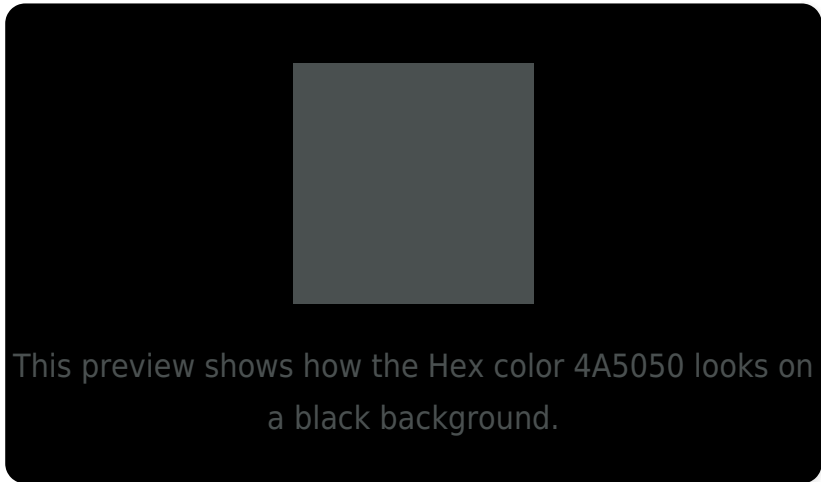 This preview shows how the Hex color 4A5050 looks on
a black background.